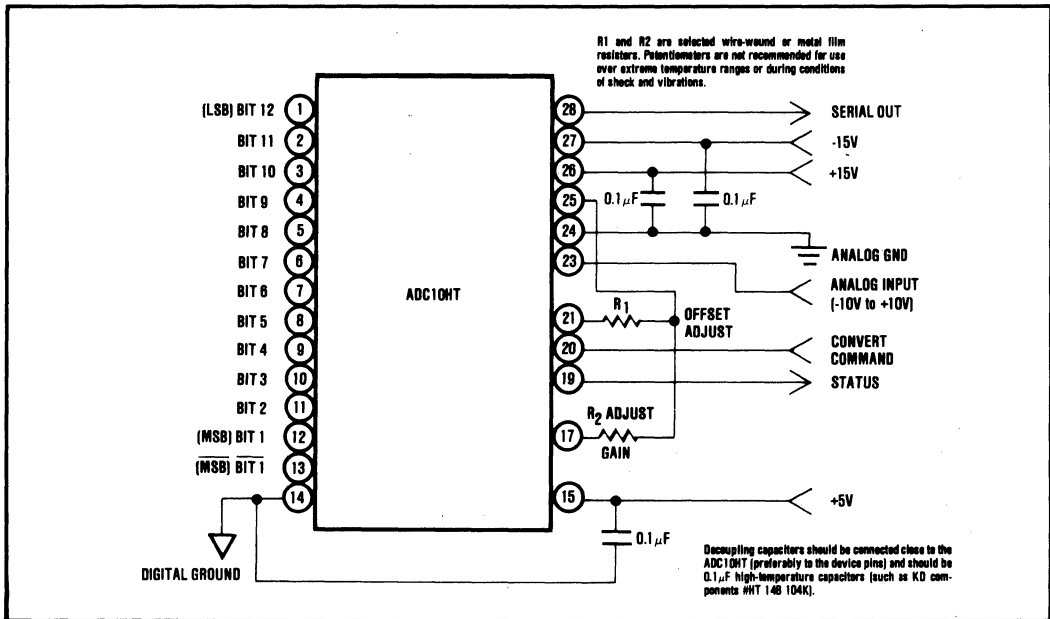 R1 and R2 are selected wire-wound or metal film
resistors. Potentiometers are not recommended for use
over extreme temperature ranges or during conditions
of shock and vibrations.
(LSB) BIT 12 1
BIT 11 2
BIT 10 3
BIT 9 4
BIT 8 5
BIT 7 6
BIT 6 7
BIT 5 8
BIT 4 9
BIT 3 10
BIT 2 11
(MSB) BIT 1 12
(MSB) BIT 1 13
14
DIGITAL GROUND
ADC10HT
28 SERIAL OUT
27 -15V
26 +15V
25 0.1μF 0.1μF
24 ANALOG GND
23 ANALOG INPUT
(-10V to +10V)
21 R1 OFFSET
ADJUST
20 CONVERT
COMMAND
19 STATUS
17 R2 ADJUST
GAIN
15 +5V
0.1μF
Decoupling capacitors should be connected close to the
ADC10HT (preferably to the device pins) and should be
0.1μF high-temperature capacitors (such as KD com-
ponents #HT 14B 104K).